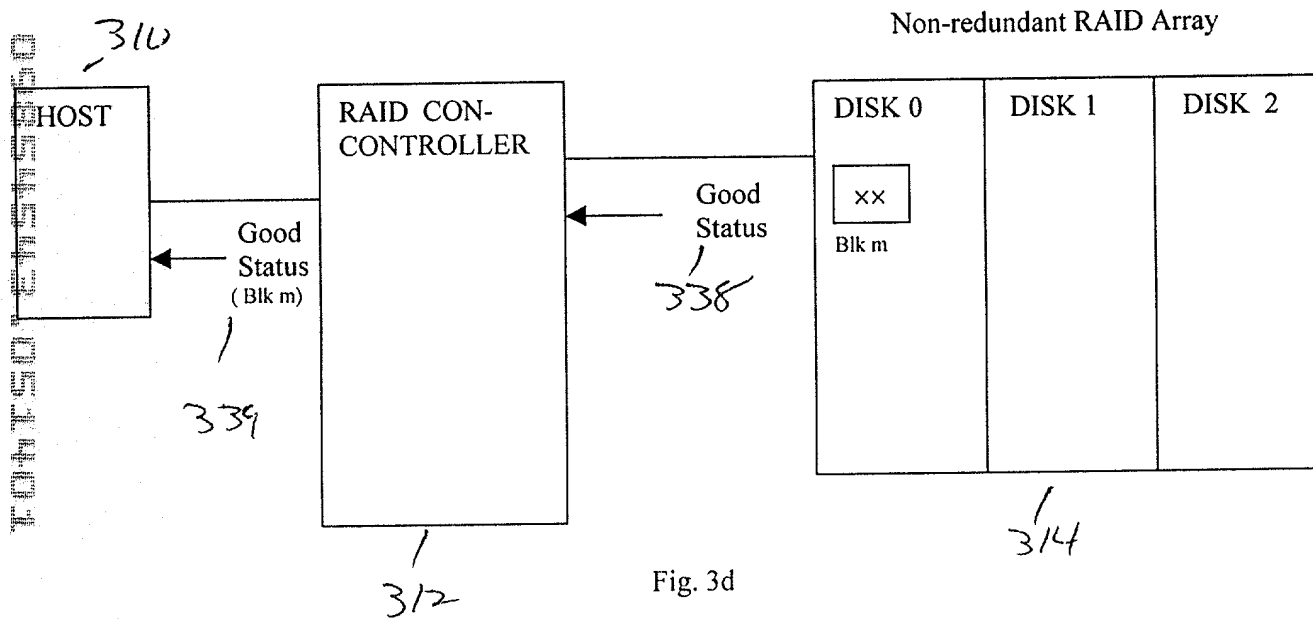 Non-redundant RAID Array
310
HOST
RAID CON-
CONTROLLER
DISK 0
DISK 1
DISK 2
××
Blk m
Good
Status
338
Good
Status
( Blk m)
339
312
314
Fig. 3d